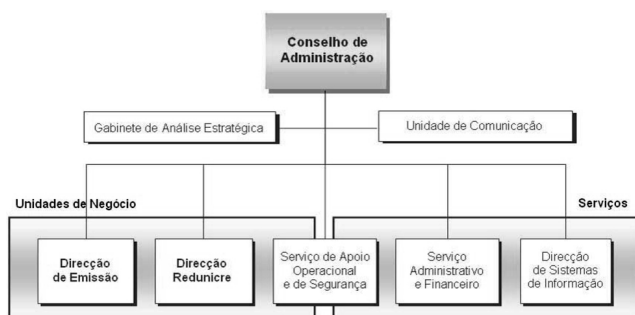 Conselho de
Administração
Gabinete de Análise Estratégica
Unidade de Comunicação
Unidades de Negócio
Serviços
Direcção
de Emissão
Direcção
Redunicre
Serviço de Apoio
Operacional
e de Segurança
Serviço
Administrativo
e Financeiro
Direcção
de Sistemas
de Informação